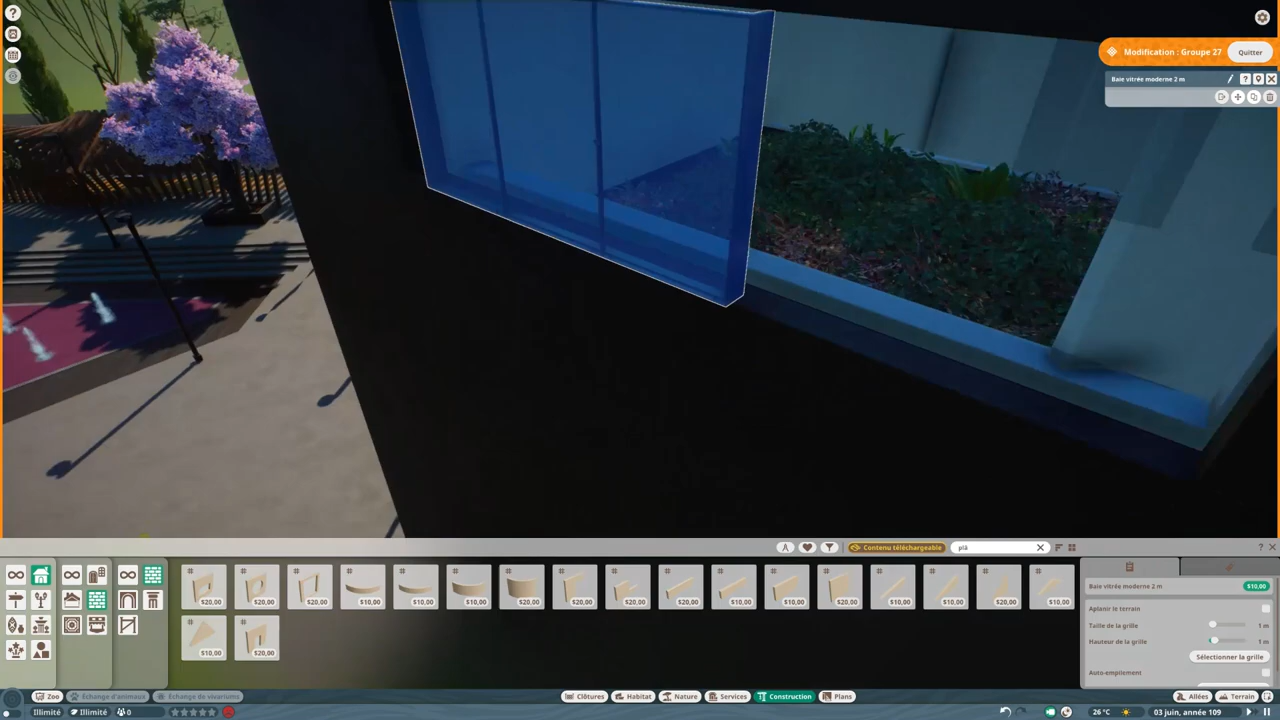 ?
Modification : Groupe 27
Quitter
Baie vitrée moderne 2 m
?
Contenu téléchargeable
plâ
?
$20,00
$20,00
$20,00
$10,00
$10,00
$10,00
$20,00
$20,00
$20,00
$20,00
$10,00
$10,00
$20,00
$10,00
$10,00
$20,00
$10,00
$10,00
$20,00
Baie vitrée moderne 2 m
$10,00
Aplanir le terrain
Taille de la grille
1 m
Hauteur de la grille
1 m
Sélectionner la grille
Auto-empilement
Zoo
Échange d'animaux
Échange de vivariums
Clôtures
Habitat
Nature
Services
Construction
Plans
Allées
Terrain
Illimité
Illimité
0
26 °C
03 juin, année 109